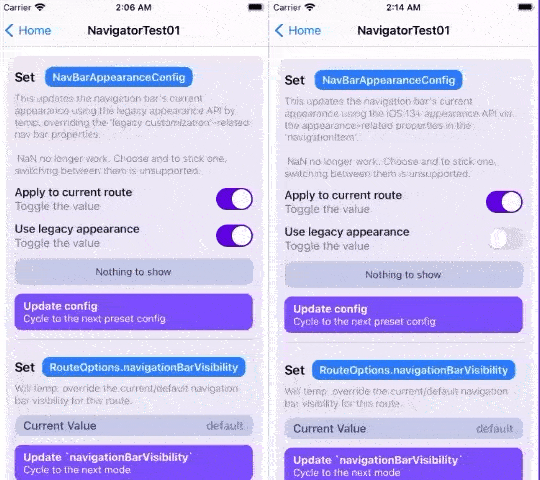 Carrier 2:06 AM
Home NavigatorTest01
Set NavBarAppearanceConfig
This updates the navigation bar's current
appearance using the legacy appearance API by
temp. overriding the 'legacy customization'-related
nav bar properties.
NaN no longer work. Choose and to stick one,
switching between them is unsupported.
Apply to current route
Toggle the value
Use legacy appearance
Toggle the value
Nothing to show
Update config
Cycle to the next preset config
Set RouteOptions.navigationBarVisibility
Will temp. override the current/default navigation
bar visibility for this route.
Current Value default
Update `navigationBarVisibility`
Cycle to the next mode
Carrier 2:14 AM
Home NavigatorTest01
Set NavBarAppearanceConfig
This updates the navigation bar's current
appearance using the iOS 13+ appearance API via
the appearance-related properties in the
'navigationItem'.
NaN no longer work. Choose and to stick one,
switching between them is unsupported.
Apply to current route
Toggle the value
Use legacy appearance
Toggle the value
Nothing to show
Update config
Cycle to the next preset config
Set RouteOptions.navigationBarVisibility
Will temp. override the current/default navigation
bar visibility for this route.
Current Value default
Update `navigationBarVisibility`
Cycle to the next mode